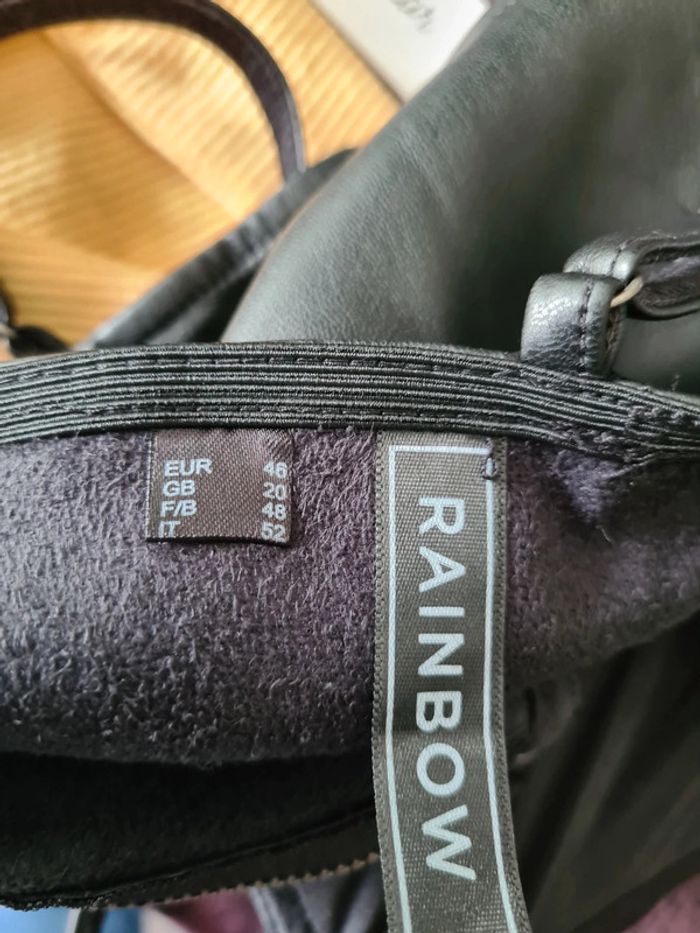 EUR 46
GB 20
F/B 48
IT 52
RAINBOW